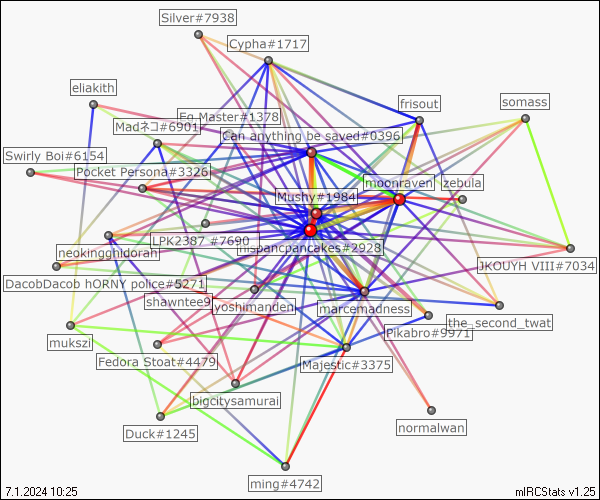 Silver#7938
Cypha#1717
eliakith
frisout
somass
Eg Master#1378
Madネコ#6901
Can anything be saved#0396
Swirly Boi#6154
Pocket Persona#3326
moonraven
zebula
Mushy#1984
LPK2387 #7690
mspancpancakes#2928
neokingghidorah
JKOUYH VIII#7034
DacobDacob hORNY police#5271
shawntee9
yoshimanden
marcemadness
the_second_twat
Pikabro#9971
mukszi
Fedora Stoat#4479
Majestic#3375
bigcitysamurai
normalwan
Duck#1245
ming#4742
7.1.2024 10:25
mIRCStats v1.25